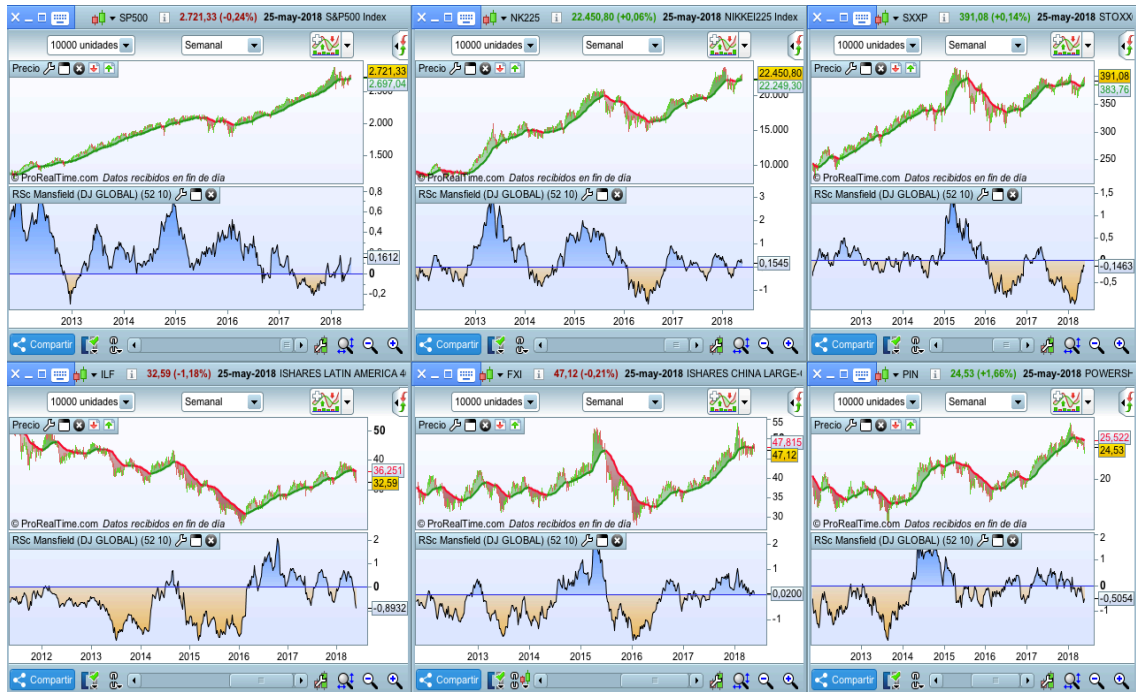 SP500 2.721,33 (-0,24%) 25-may-2018 S&P500 Index
10000 unidades Semanal
Precio
2.721,33
2.697,04
2.500
2.000
1.500
© ProRealTime.com Datos recibidos en fin de día
RSc Mansfield (DJ GLOBAL) (52 10)
0,8
0,6
0,4
0,1612
0
-0,2
2013 2014 2015 2016 2017 2018
Compartir
NK225 22.450,80 (+0,06%) 25-may-2018 NIKKEI225 Index
10000 unidades Semanal
Precio
22.450,80
22.249,30
20.000
15.000
10.000
© ProRealTime.com Datos recibidos en fin de día
RSc Mansfield (DJ GLOBAL) (52 10)
3
2
1
0,1545
-1
2013 2014 2015 2016 2017 2018
Compartir
SXXP 391,08 (+0,14%) 25-may-2018 STOXX
10000 unidades Semanal
Precio
391,08
383,76
350
300
250
© ProRealTime.com Datos recibidos en fin de día
RSc Mansfield (DJ GLOBAL) (52 10)
1,5
1
0,5
0
-0,1463
-0,5
2013 2014 2015 2016 2017 2018
Compartir
ILF 32,59 (-1,18%) 25-may-2018 ISHARES LATIN AMERICA 4
10000 unidades Semanal
Precio
50
40
36,251
32,59
© ProRealTime.com Datos recibidos en fin de día
RSc Mansfield (DJ GLOBAL) (52 10)
2
1
0
-0,8932
2012 2013 2014 2015 2016 2017 2018
Compartir
FXI 47,12 (-0,21%) 25-may-2018 ISHARES CHINA LARGE-
10000 unidades Semanal
Precio
55
47,815
47,12
40
35
30
© ProRealTime.com Datos recibidos en fin de día
RSc Mansfield (DJ GLOBAL) (52 10)
2
1
0,0200
-1
2012 2013 2014 2015 2016 2017 2018
Compartir
PIN 24,53 (+1,66%) 25-may-2018 POWERSH
10000 unidades Semanal
Precio
25,522
24,53
20
© ProRealTime.com Datos recibidos en fin de día
RSc Mansfield (DJ GLOBAL) (52 10)
2
1
0
-0,5054
-1
2013 2014 2015 2016 2017 2018
Compartir